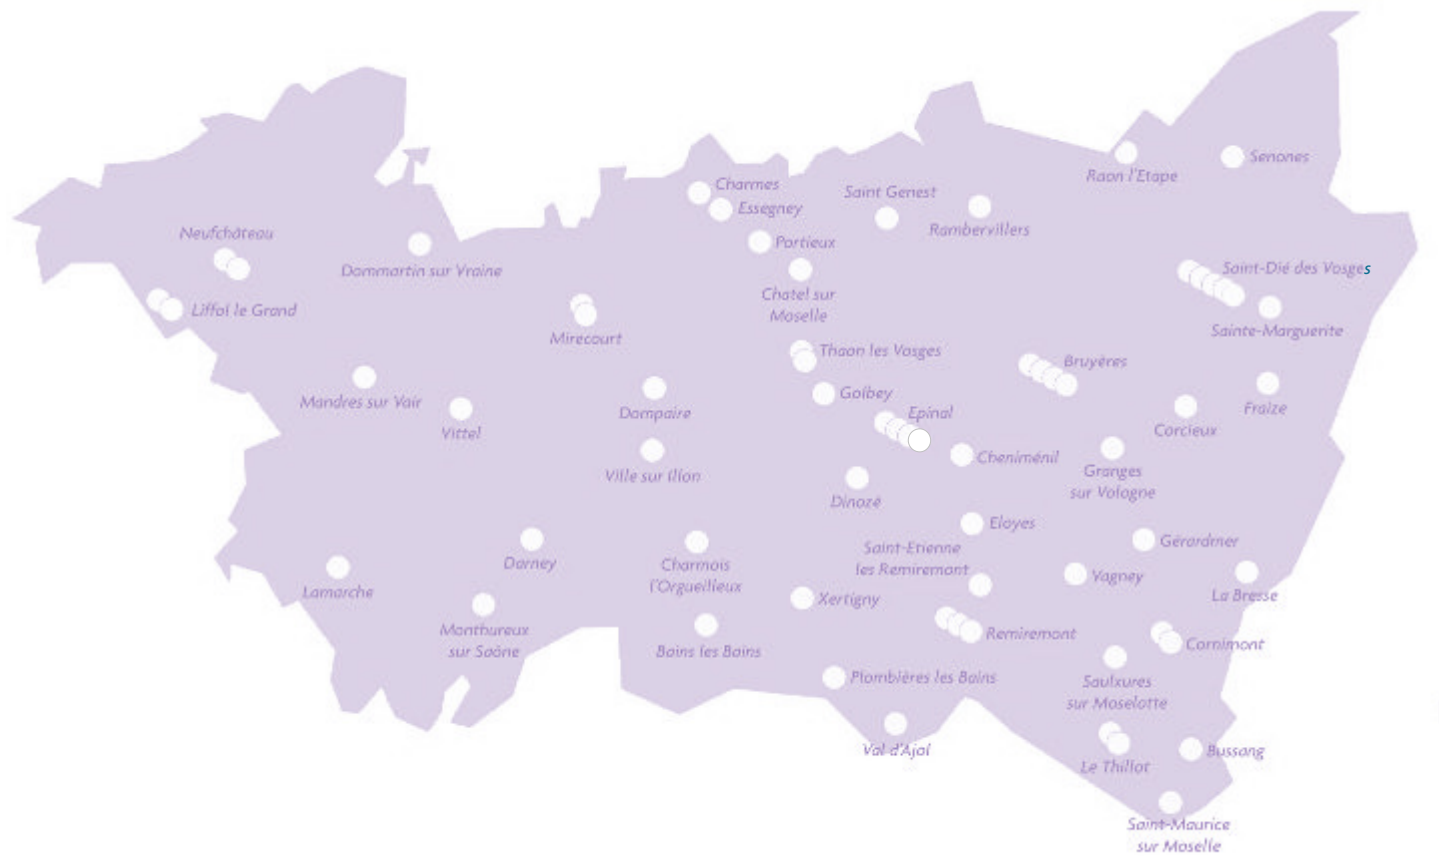 Senones
Raon l'Etape
Charmes
Saint Genest
Essegney
Rambervillers
Neufchâteau
Portieux
Dommartin sur Vraine
Saint-Dié des Vosges
Chatel sur
Moselle
Liffol le Grand
Sainte-Marguerite
Mirecourt
Thaon les Vosges
Bruyères
Golbey
Mandres sur Vair
Fraize
Dompaire
Epinal
Vittel
Corcieux
Cheniménil
Ville sur Illon
Granges
sur Vologne
Dinozé
Eloyes
Gérardmer
Saint-Etienne
les Remiremont
Darney
Charmois
l'Orgueilleux
Vagney
Lamarche
La Bresse
Xertigny
Monthureux
sur Saône
Remiremont
Cornimont
Bains les Bains
Plombières les Bains
Saulxures
sur Moselotte
Val d'Ajol
Bussang
Le Thillot
Saint-Maurice
sur Moselle